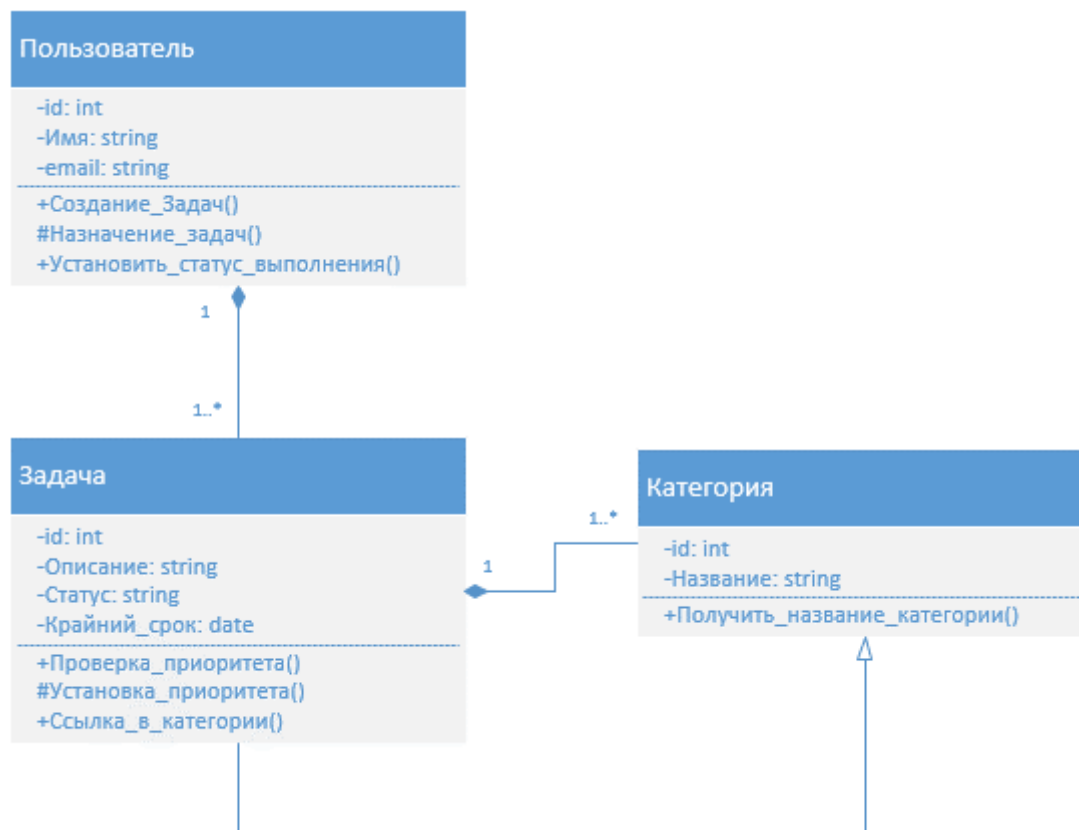 Пользователь
-id: int
-Имя: string
-email: string
+Создание_Задач()
#Назначение_задач()
+Установить_статус_выполнения()
1
1..*
Задача
-id: int
-Описание: string
-Статус: string
-Крайний_срок: date
+Проверка_приоритета()
#Установка_приоритета()
+Ссылка_в_категории()
1
1..*
Категория
-id: int
-Название: string
+Получить_название_категории()